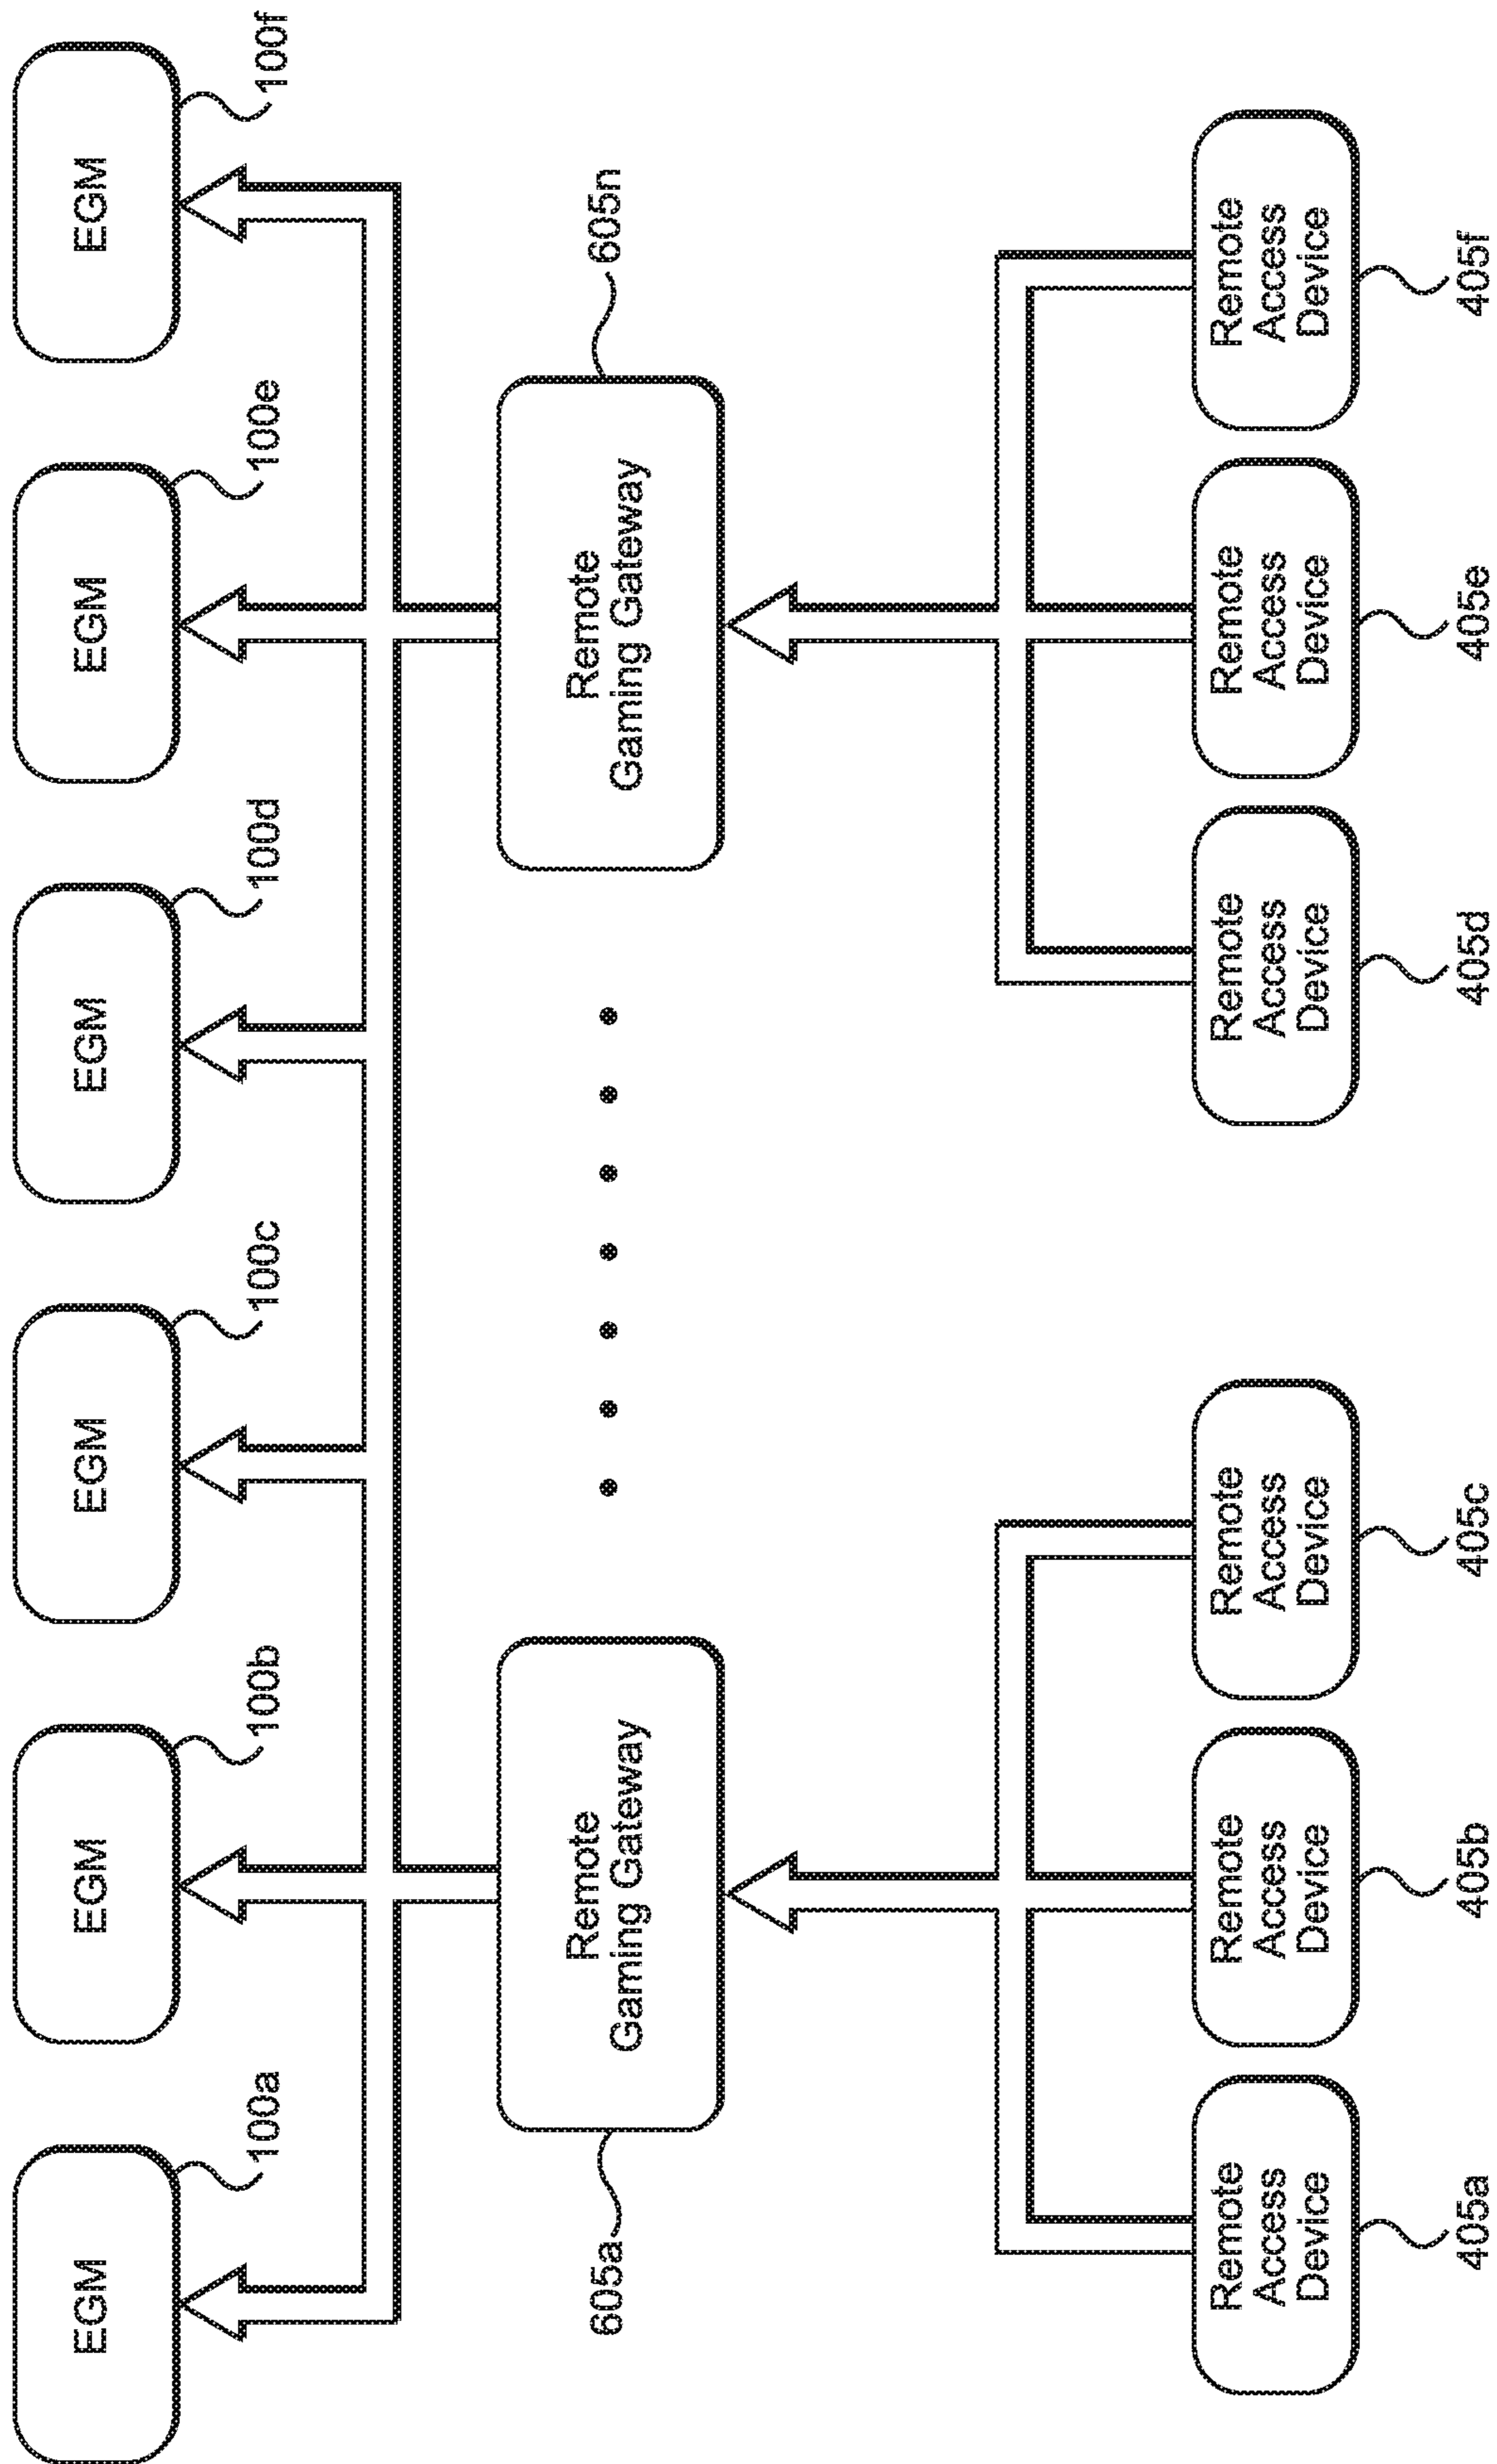 EGM
EGM
EGM
EGM
EGM
EGM
100a
100b
100c
100d
100e
100f
Remote
Gaming Gateway
Remote
Gaming Gateway
605a
605n
Remote
Access
Device
Remote
Access
Device
Remote
Access
Device
Remote
Access
Device
Remote
Access
Device
Remote
Access
Device
405a
405b
405c
405d
405e
405f